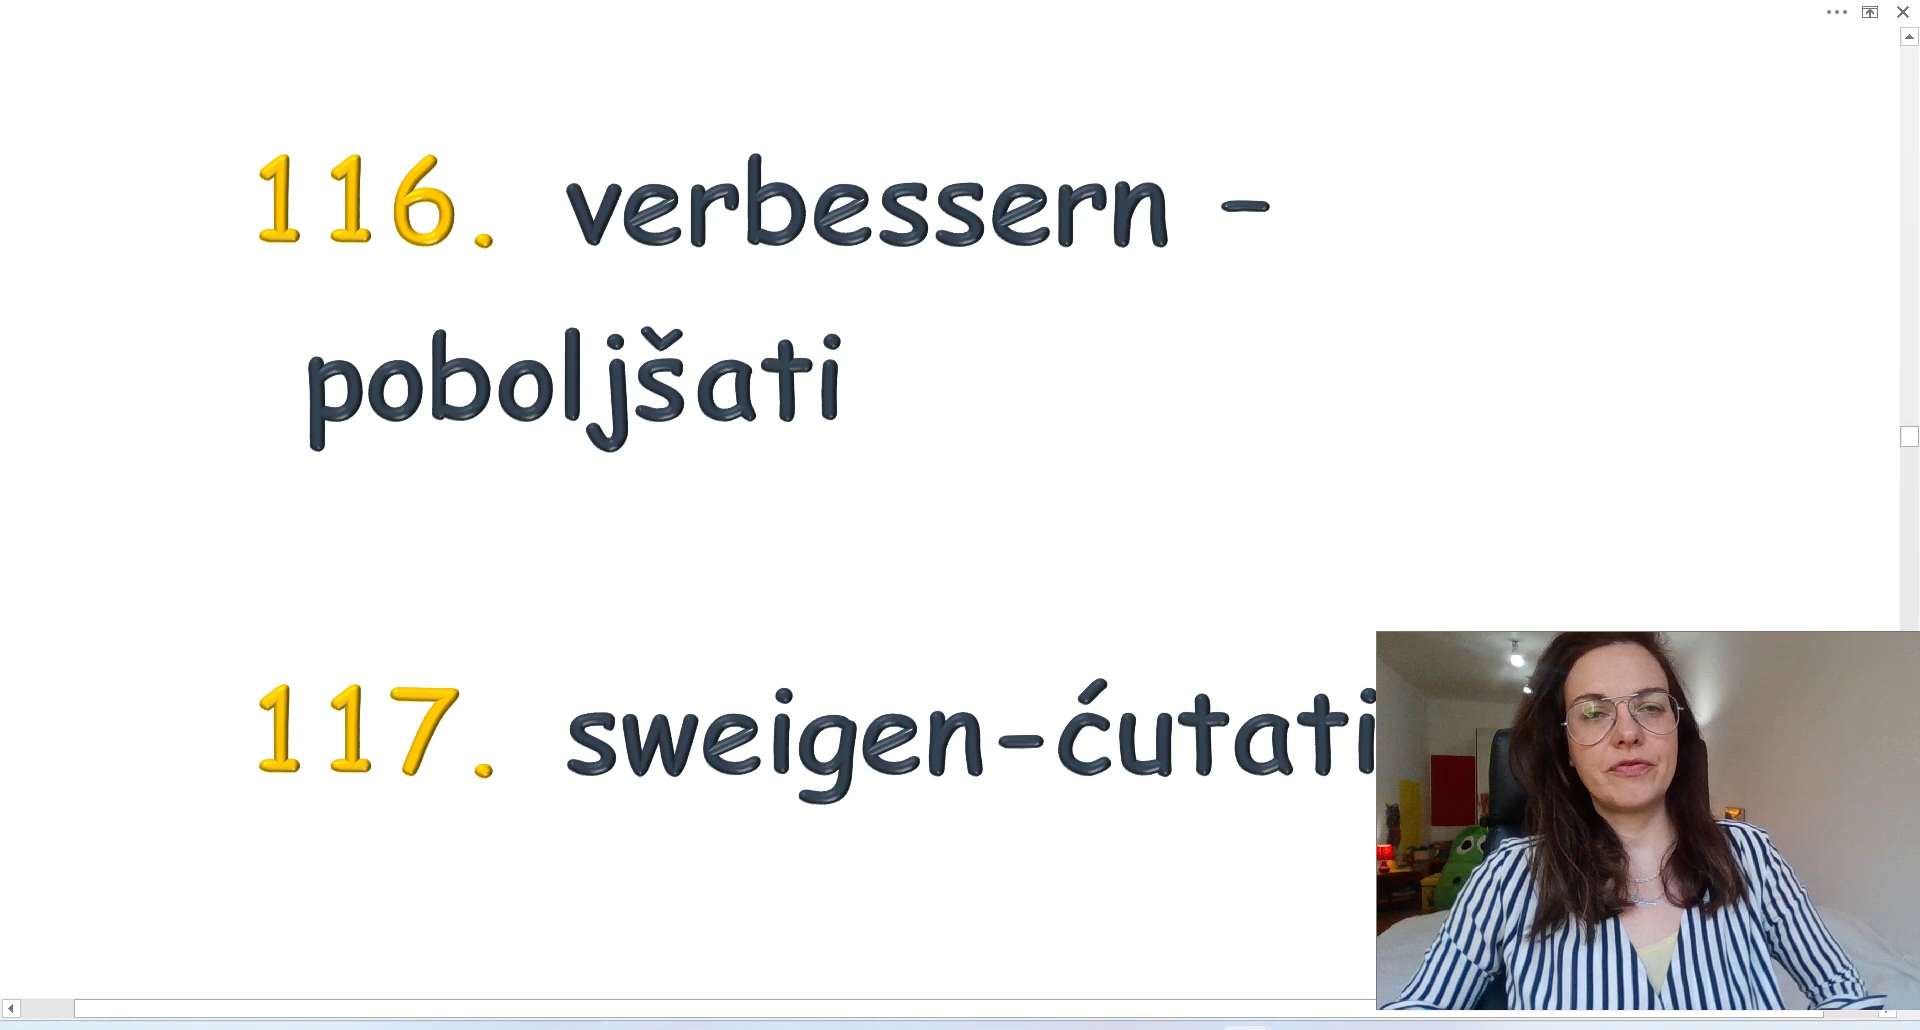 116. verbessern -
poboljšati
117. sweigen-ćutati